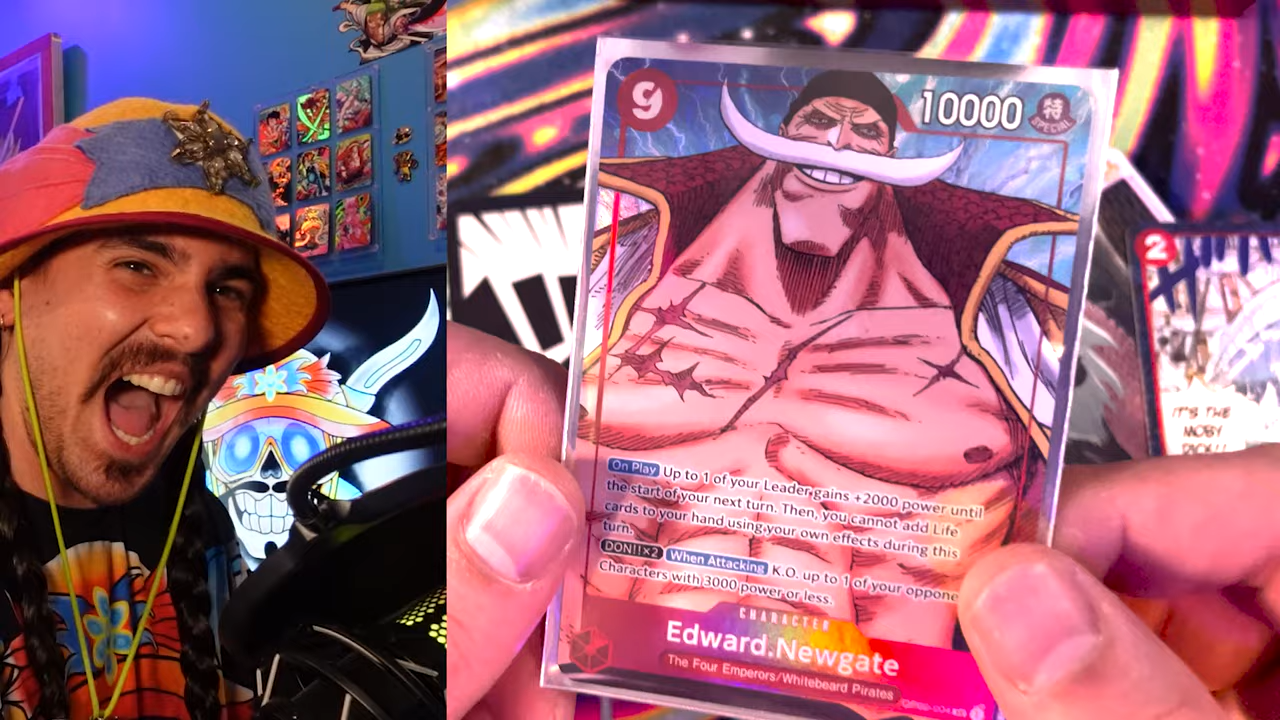 9
10000
特
SPECIAL
On Play Up to 1 of your Leader gains +2000 power until
the start of your next turn. Then, you cannot add Life
cards to your hand using your own effects during this
turn.
DON!!×2 When Attacking K.O. up to 1 of your oppone
Characters with 3000 power or less.
CHARACTER
Edward.Newgate
The Four Emperors/Whitebeard Pirates
2
IT'S THE
MOBY
DICK!!